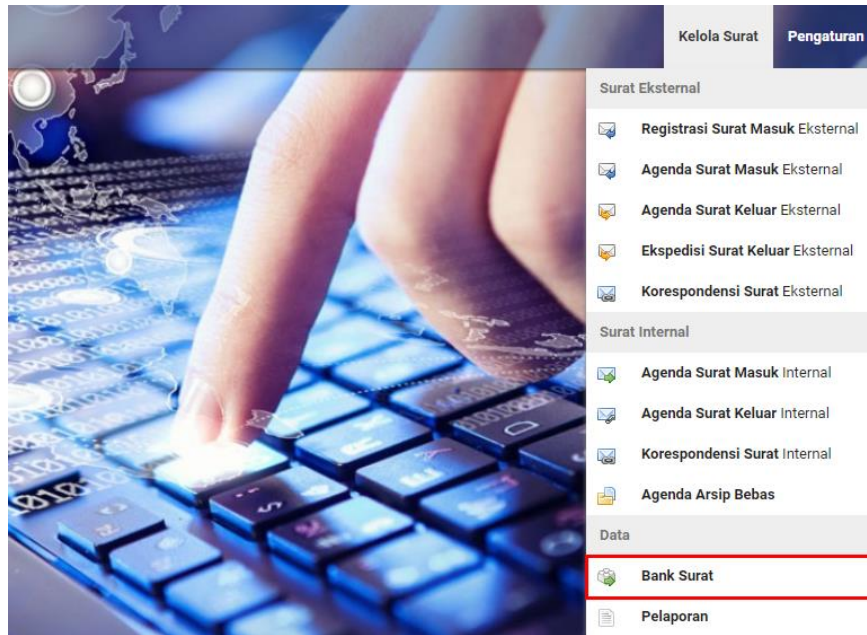 Kelola Surat
Pengaturan
Surat Eksternal
Registrasi Surat Masuk Eksternal
Agenda Surat Masuk Eksternal
Agenda Surat Keluar Eksternal
Ekspedisi Surat Keluar Eksternal
Korespondensi Surat Eksternal
Surat Internal
Agenda Surat Masuk Internal
Agenda Surat Keluar Internal
Korespondensi Surat Internal
Agenda Arsip Bebas
Data
Bank Surat
Pelaporan